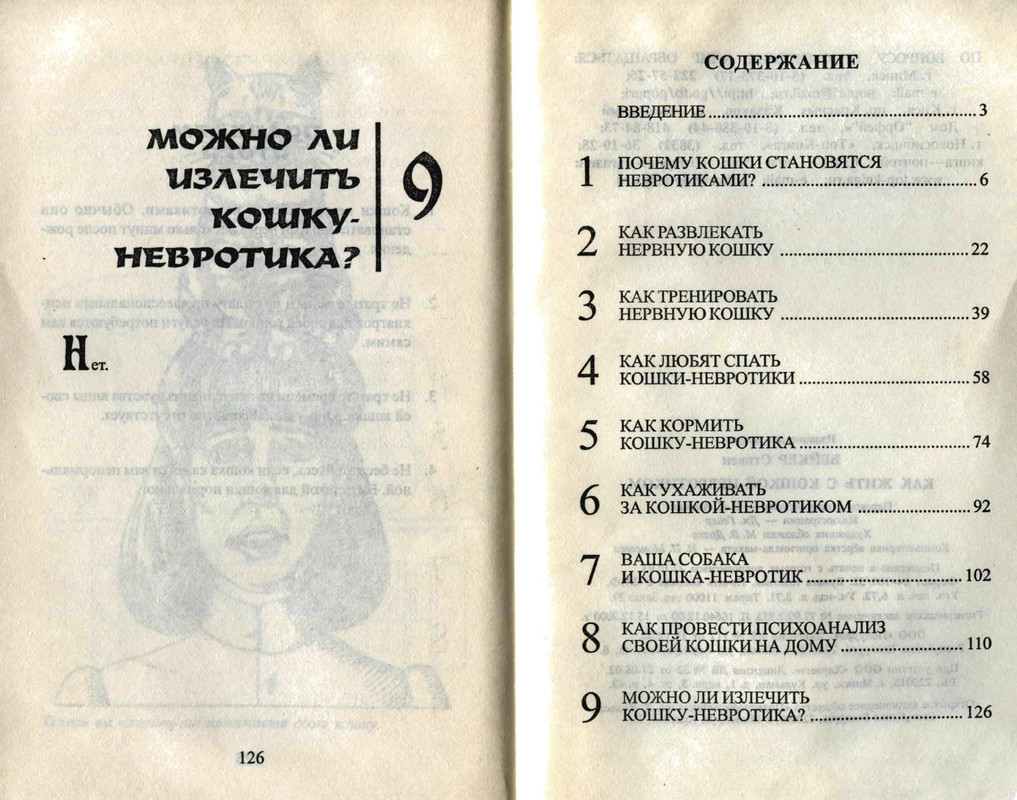 МОЖНО ЛИ
ИЗЛЕЧИТЬ
КОШКУ-
НЕВРОТИКА?
9
Нет.
126
СОДЕРЖАНИЕ
ВВЕДЕНИЕ ........ 3
1 ПОЧЕМУ КОШКИ СТАНОВЯТСЯ
НЕВРОТИКАМИ? ........ 6
2 КАК РАЗВЛЕКАТЬ
НЕРВНУЮ КОШКУ ........ 22
3 КАК ТРЕНИРОВАТЬ
НЕРВНУЮ КОШКУ ........ 39
4 КАК ЛЮБЯТ СПАТЬ
КОШКИ-НЕВРОТИКИ ........ 58
5 КАК КОРМИТЬ
КОШКУ-НЕВРОТИКА ........ 74
6 КАК УХАЖИВАТЬ
ЗА КОШКОЙ-НЕВРОТИКОМ ........ 92
7 ВАША СОБАКА
И КОШКА-НЕВРОТИК ........ 102
8 КАК ПРОВЕСТИ ПСИХОАНАЛИЗ
СВОЕЙ КОШКИ НА ДОМУ ........ 110
9 МОЖНО ЛИ ИЗЛЕЧИТЬ
КОШКУ-НЕВРОТИКА? ........ 126